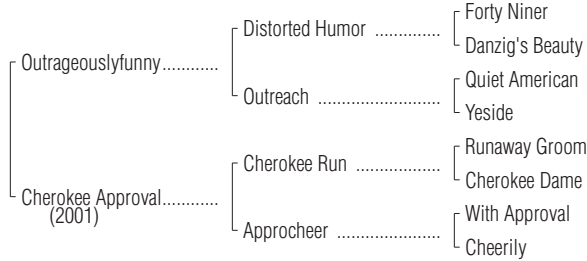 Forty Niner
Distorted Humor ................
Danzig's Beauty
Outrageouslyfunny............
Quiet American
Outreach .........................
Yeside
Runaway Groom
Cherokee Run ...................
Cherokee Dame
Cherokee Approval............
(2001)
With Approval
Approcheer .....................
Cheerily